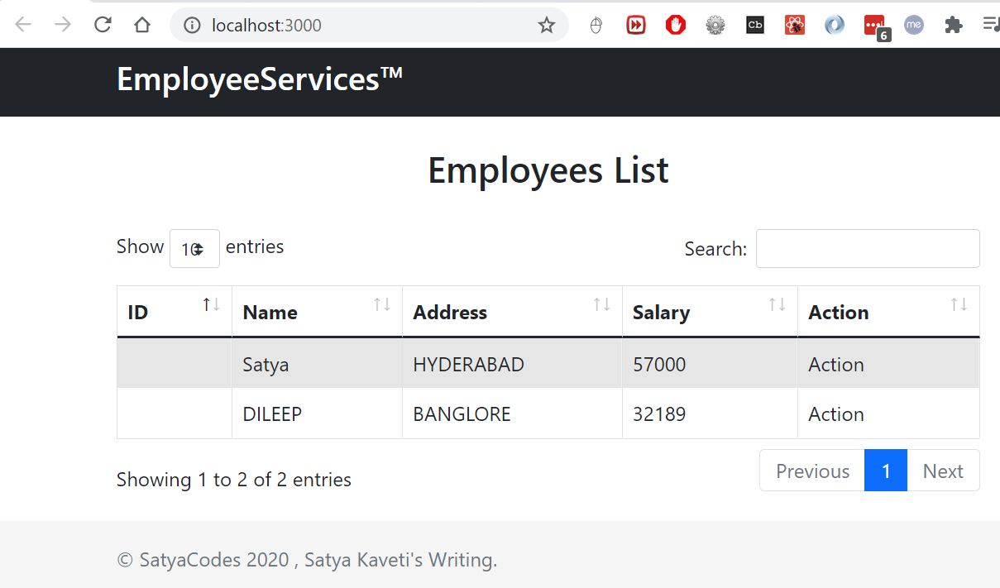 localhost:3000
cb
me
6
EmployeeServices™
Employees List
Show 10 entries
Search:
ID Name Address Salary Action
Satya HYDERABAD 57000 Action
DILEEP BANGLORE 32189 Action
Showing 1 to 2 of 2 entries
Previous 1 Next
© SatyaCodes 2020 , Satya Kaveti's Writing.